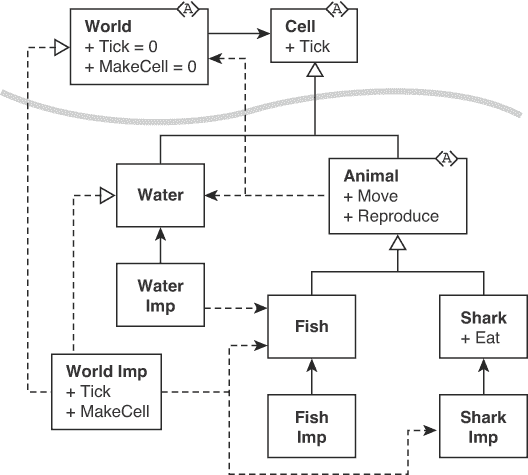 World
+ Tick = 0
+ MakeCell = 0
<A>
Cell
+ Tick
<A>
Water
Animal
+ Move
+ Reproduce
<A>
Water
Imp
Fish
Shark
+ Eat
World Imp
+ Tick
+ MakeCell
Fish
Imp
Shark
Imp